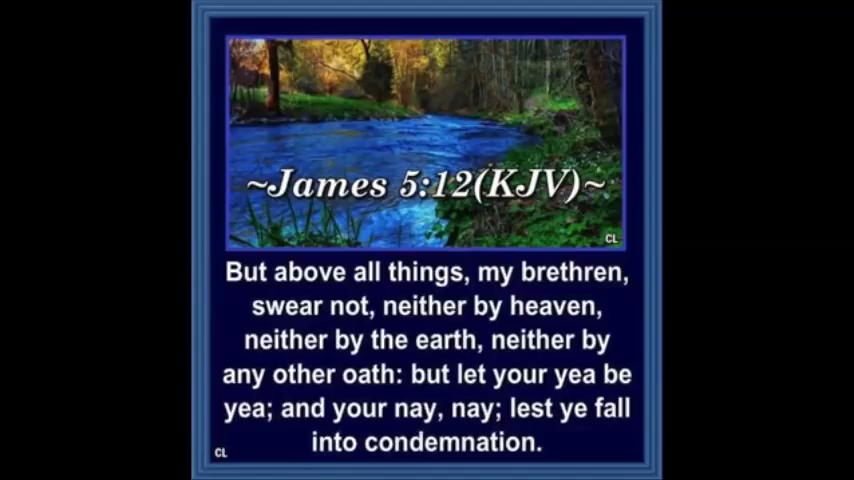 ~James 5:12(KJV)~
CL
But above all things, my brethren,
swear not, neither by heaven,
neither by the earth, neither by
any other oath: but let your yea be
yea; and your nay, nay; lest ye fall
into condemnation.
CL